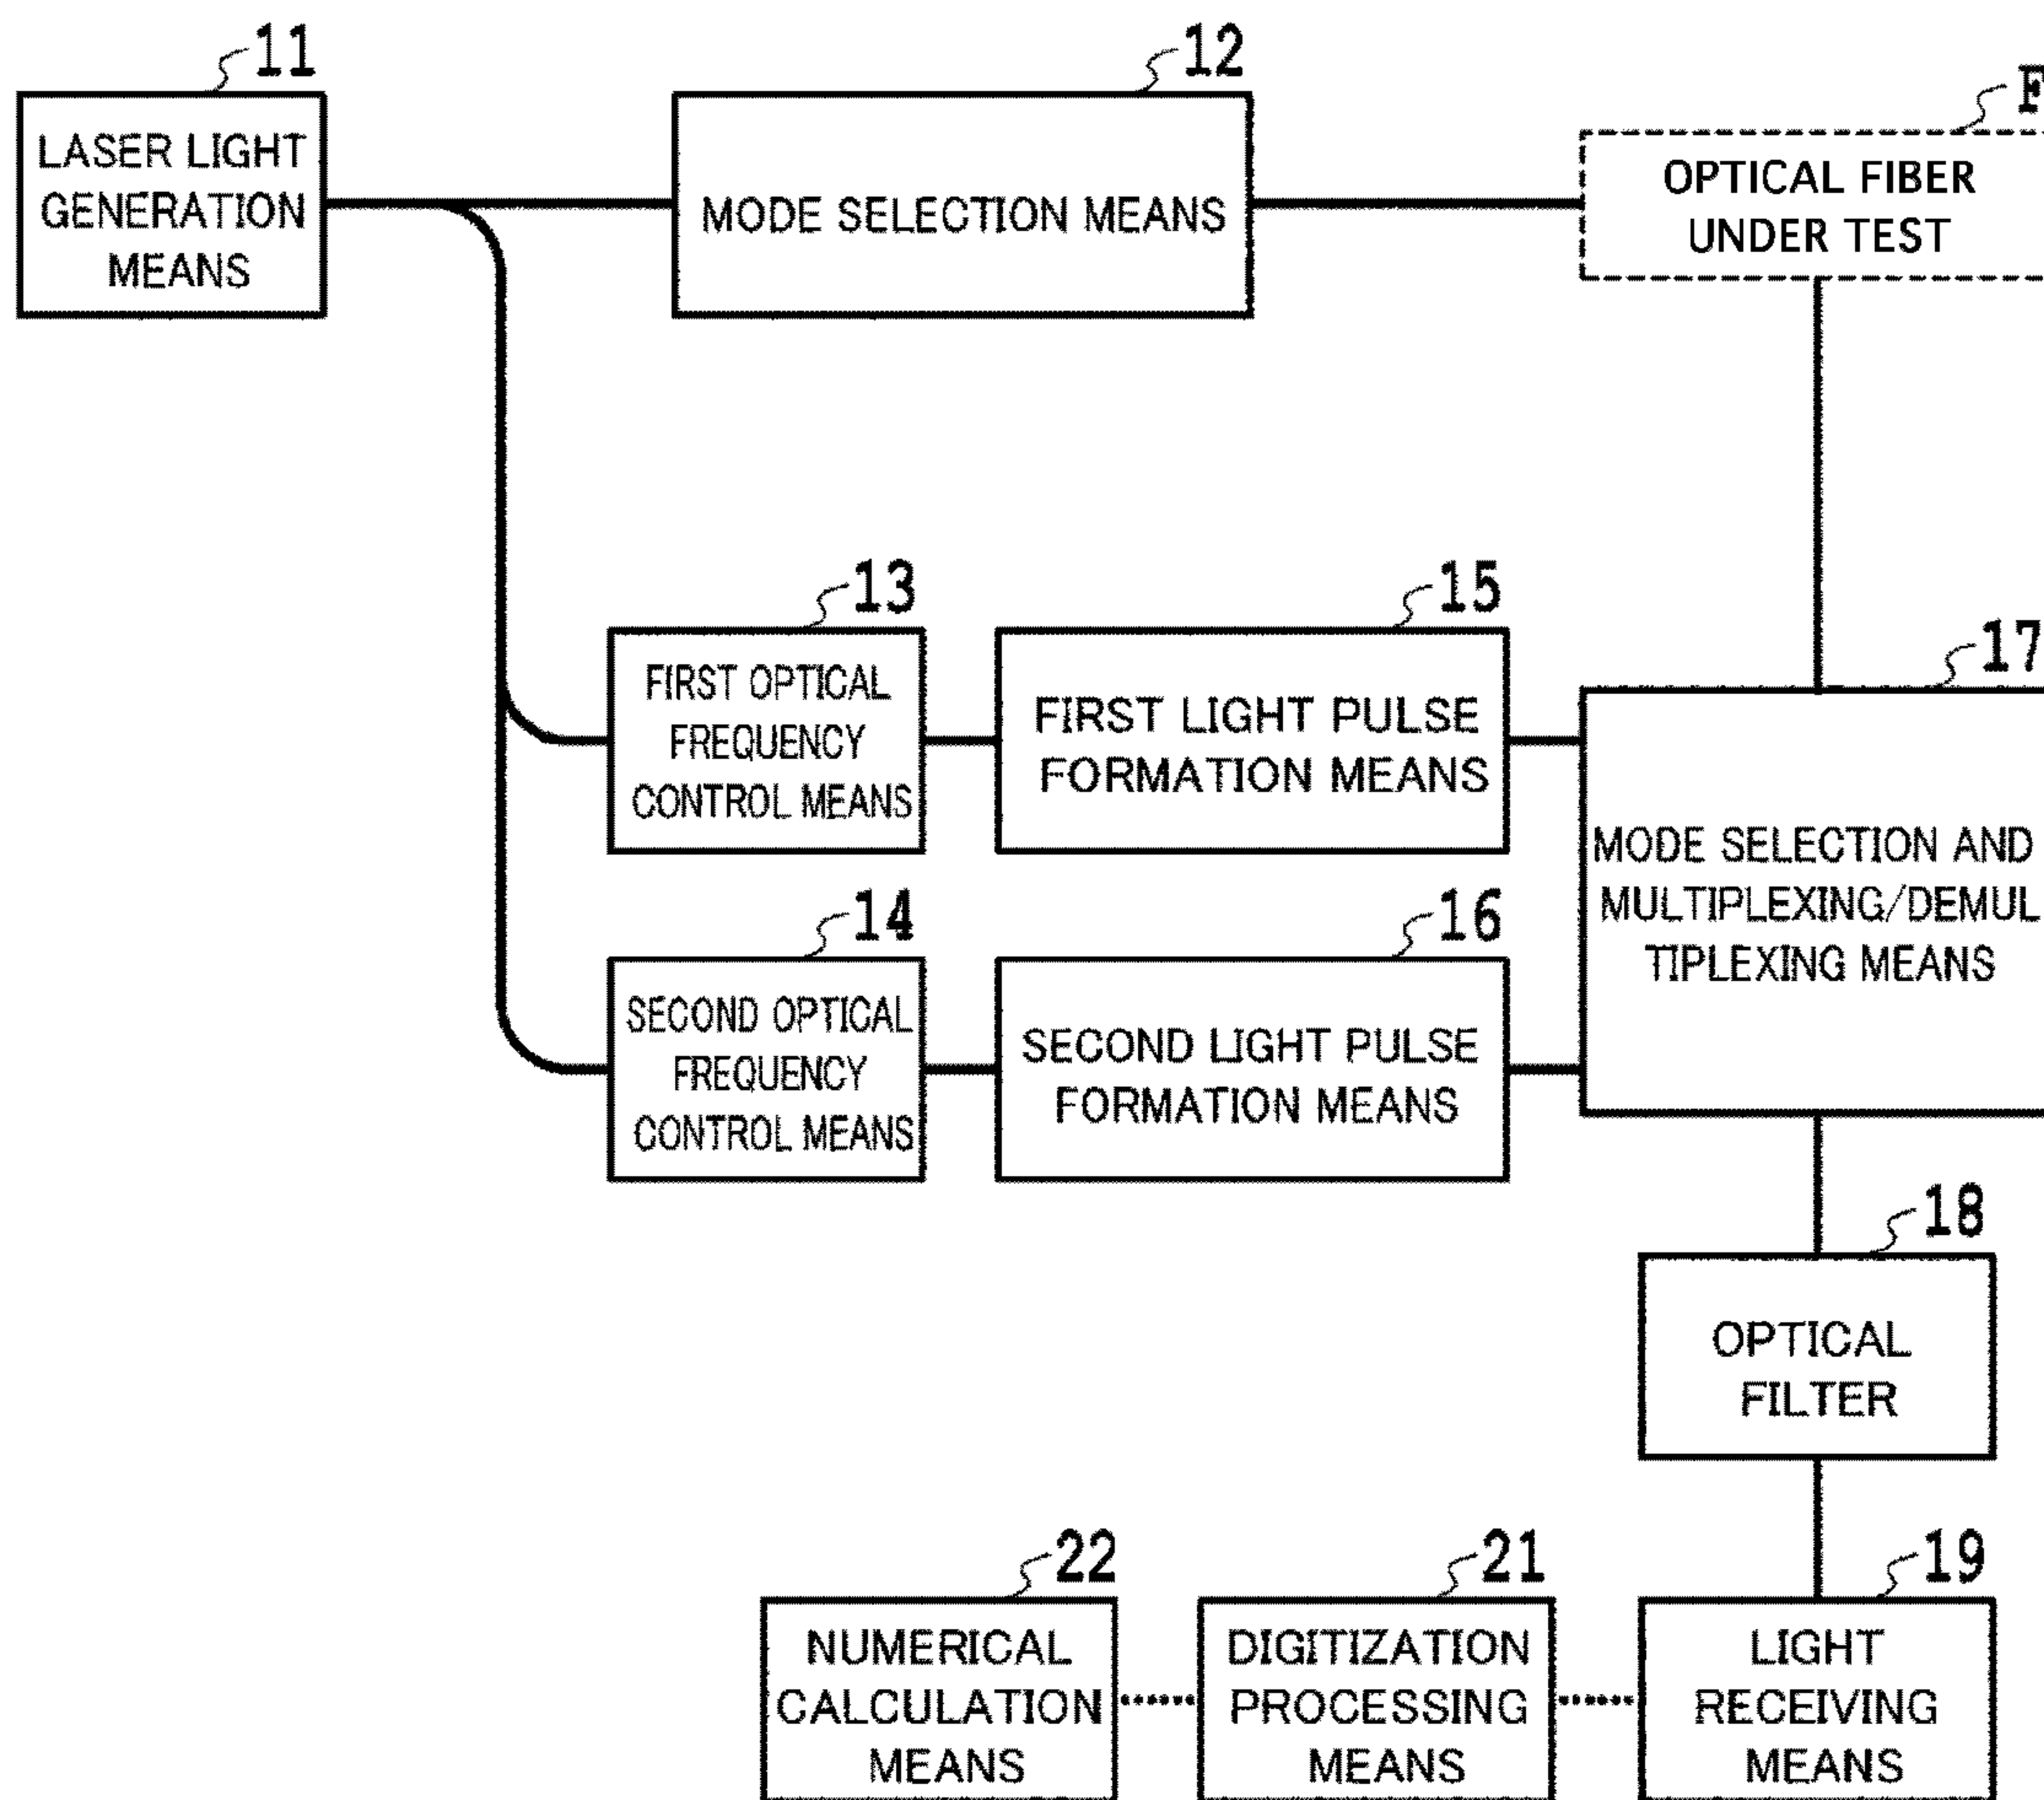 11
LASER LIGHT
GENERATION
MEANS
12
MODE SELECTION MEANS
F
OPTICAL FIBER
UNDER TEST
13
FIRST OPTICAL
FREQUENCY
CONTROL MEANS
15
FIRST LIGHT PULSE
FORMATION MEANS
17
MODE SELECTION AND
MULTIPLEXING/DEMUL
TIPLEXING MEANS
14
SECOND OPTICAL
FREQUENCY
CONTROL MEANS
16
SECOND LIGHT PULSE
FORMATION MEANS
18
OPTICAL
FILTER
22
NUMERICAL
CALCULATION
MEANS
21
DIGITIZATION
PROCESSING
MEANS
19
LIGHT
RECEIVING
MEANS